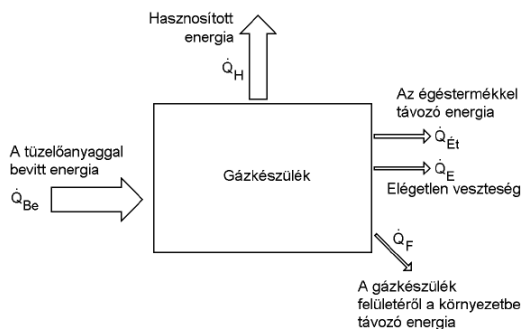 Hasznosított
energia
Q̇H
Az égéstermékkel
távozó energia
Q̇Ét
Q̇E
Elégetlen veszteség
A tüzelőanyaggal
bevitt energia
Q̇Be
Gázkészülék
Q̇F
A gázkészülék
felületéről a környezetbe
távozó energia